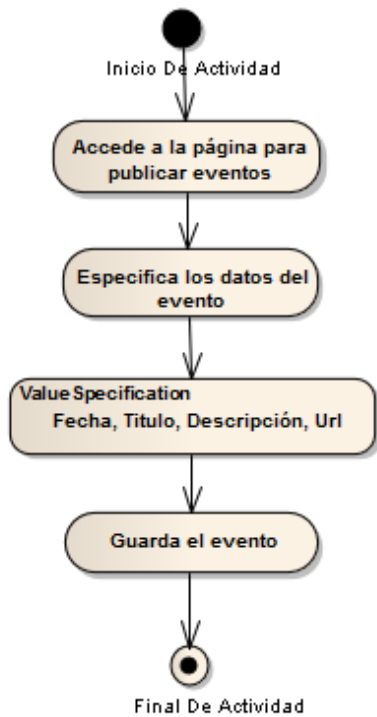 Inicio De Actividad
Accede a la página para
publicar eventos
Especifica los datos del
evento
ValueSpecification
Fecha, Titulo, Descripción, Url
Guarda el evento
Final De Actividad